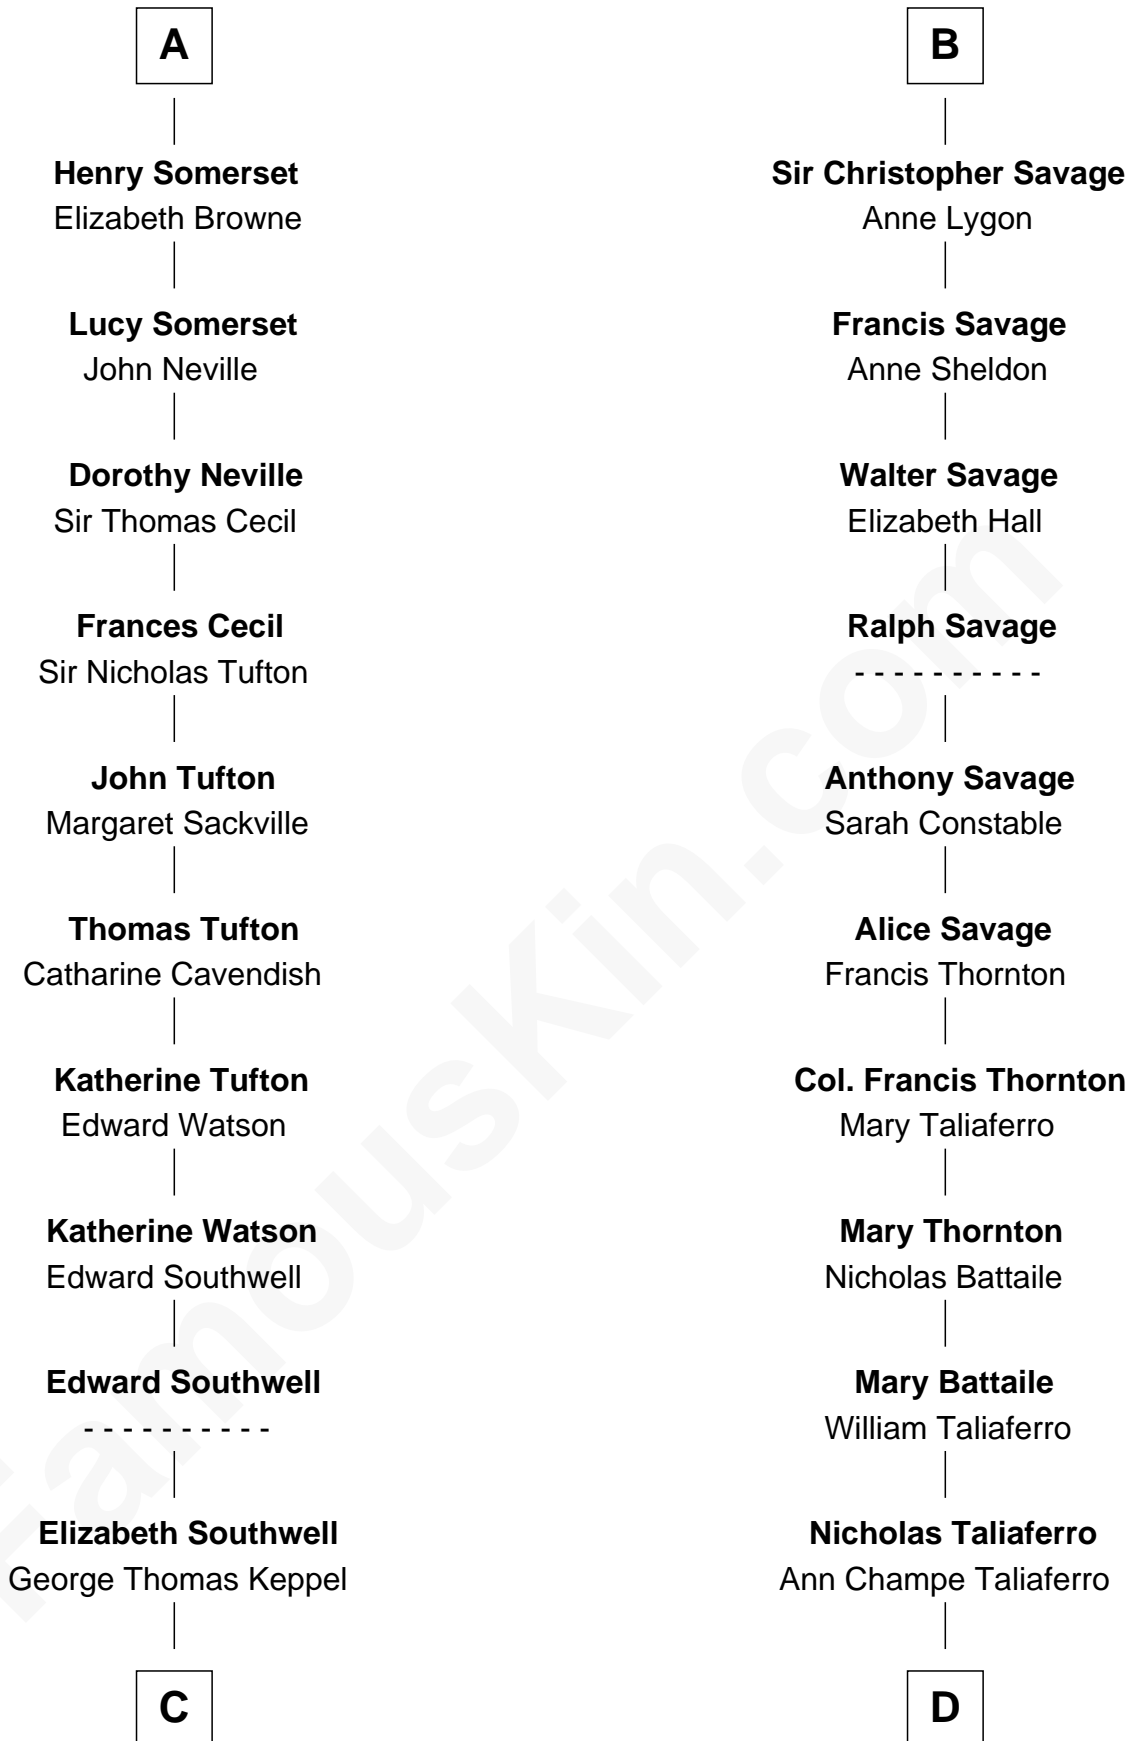 A
Henry Somerset
Elizabeth Browne
Lucy Somerset
John Neville
Dorothy Neville
Sir Thomas Cecil
Frances Cecil
Sir Nicholas Tufton
John Tufton
Margaret Sackville
Thomas Tufton
Catharine Cavendish
Katherine Tufton
Edward Watson
Katherine Watson
Edward Southwell
Edward Southwell
- - - - - - - - - -
Elizabeth Southwell
George Thomas Keppel
C
B
Sir Christopher Savage
Anne Lygon
Francis Savage
Anne Sheldon
Walter Savage
Elizabeth Hall
Ralph Savage
- - - - - - - - - -
Anthony Savage
Sarah Constable
Alice Savage
Francis Thornton
Col. Francis Thornton
Mary Taliaferro
Mary Thornton
Nicholas Battaile
Mary Battaile
William Taliaferro
Nicholas Taliaferro
Ann Champe Taliaferro
D
FamousKin.com